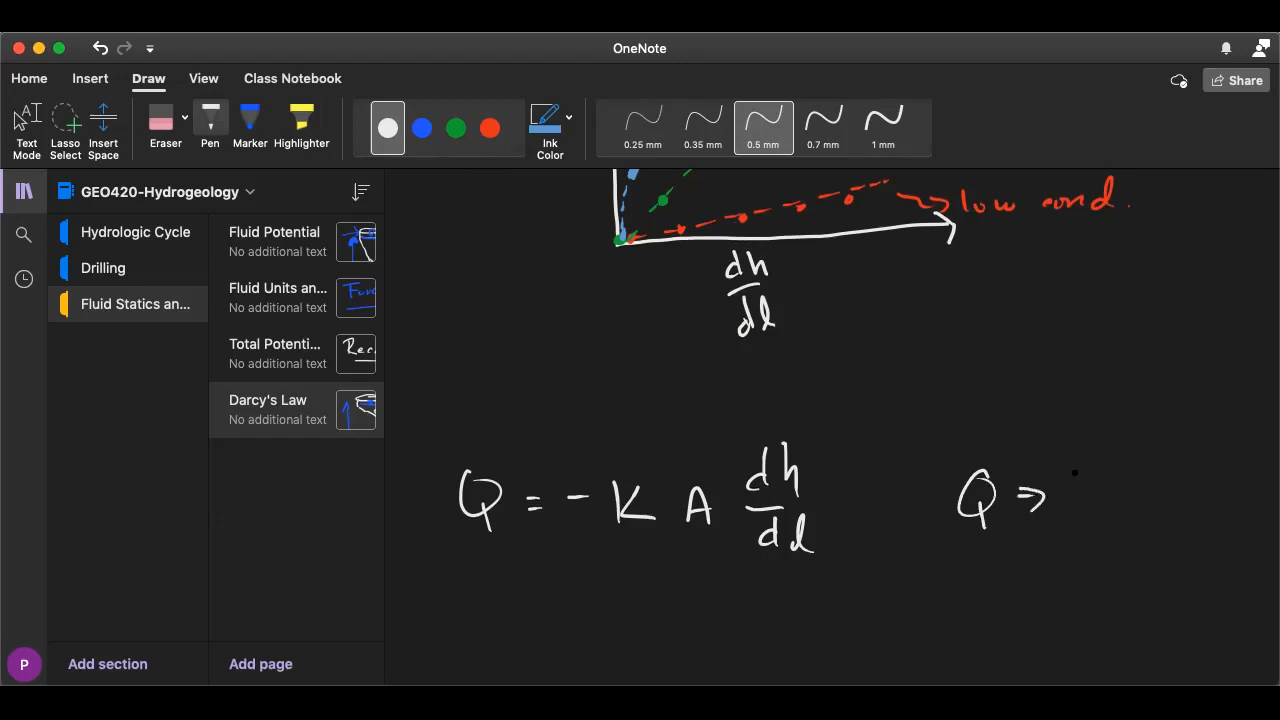 OneNote
Home Insert Draw View Class Notebook
Share
Text Mode
Lasso Select
Insert Space
Eraser
Pen
Marker
Highlighter
Ink Color
0.25 mm
0.35 mm
0.5 mm
0.7 mm
1 mm
GEO420-Hydrogeology
Hydrologic Cycle
Drilling
Fluid Statics an...
Fluid Potential
No additional text
Fluid Units an...
No additional text
Total Potenti...
No additional text
Rec
Darcy's Law
No additional text
low cond.
dh
dl
Q = - K A dh/dl
Q ⇒
P
Add section
Add page